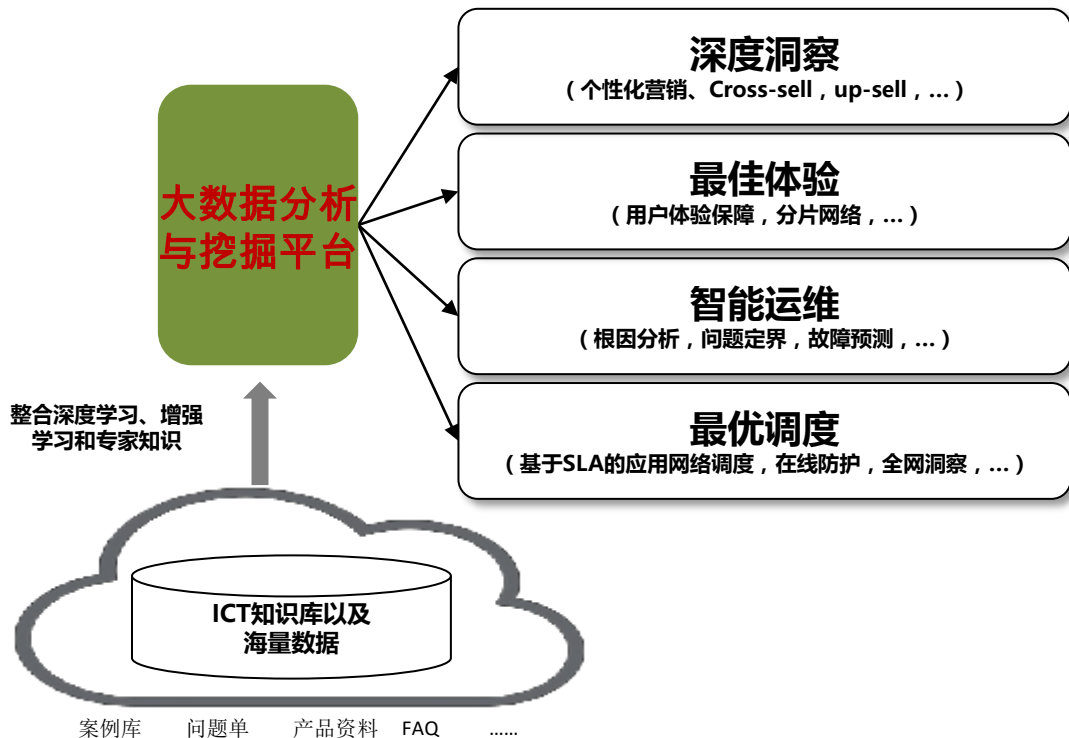 深度洞察
（个性化营销、Cross-sell，up-sell，…）
最佳体验
（用户体验保障，分片网络，…）
大数据分析
与挖掘平台
智能运维
（根因分析，问题定界，故障预测，…）
最优调度
（基于SLA的应用网络调度，在线防护，全网洞察，…）
整合深度学习、增强
学习和专家知识
ICT知识库以及
海量数据
案例库 问题单 产品资料 FAQ ……